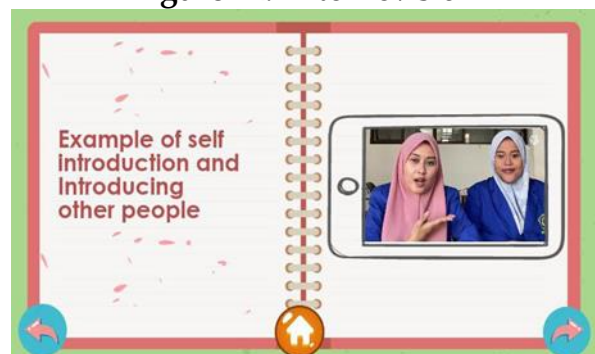 Example of self
introduction and
Introducing
other people